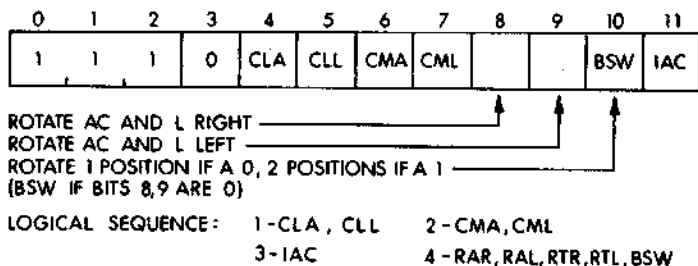 0 1 2 3 4 5 6 7 8 9 10 11
1 1 1 0 CLA CLL CMA CML BSW IAC
ROTATE AC AND L RIGHT
ROTATE AC AND L LEFT
ROTATE 1 POSITION IF A 0, 2 POSITIONS IF A 1
(BSW IF BITS 8,9 ARE 0)
LOGICAL SEQUENCE: 1-CLA, CLL 2-CMA,CML
3-IAC 4-RAR,RAL,RTR,RTL,BSW